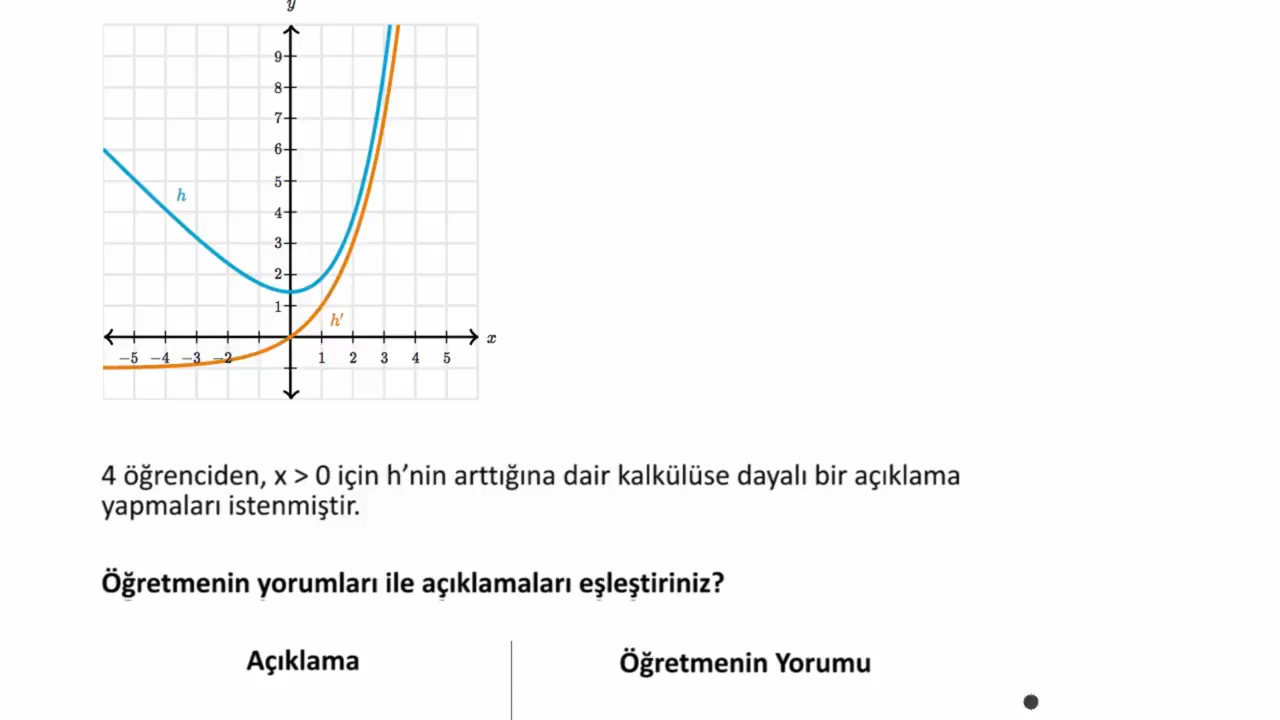 y
9
8
7
6
5
4
3
2
1
h
h'
x
−5 −4 −3 −2 1 2 3 4 5
4 öğrenciden, x > 0 için h’nin arttığına dair kalkülüse dayalı bir açıklama
yapmaları istenmiştir.
Öğretmenin yorumları ile açıklamaları eşleştiriniz?
Açıklama
Öğretmenin Yorumu